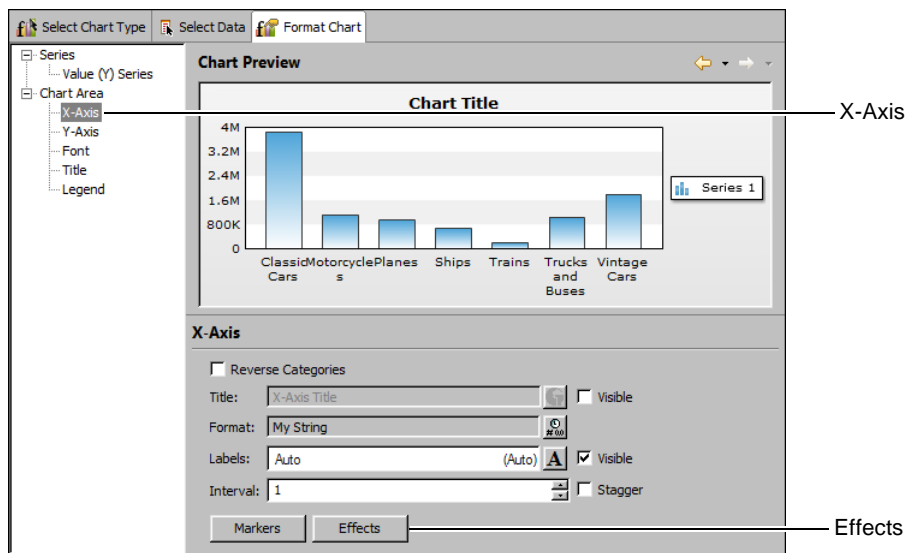 Select Chart Type Select Data Format Chart
Series
Value (Y) Series
Chart Area
X-Axis
Y-Axis
Font
Title
Legend
Chart Preview
X-Axis
Chart Title
4M
3.2M
2.4M
1.6M
800K
0
Series 1
Classic Motorcycle Planes Ships Trains Trucks Vintage
Cars s and Cars
Buses
X-Axis
Reverse Categories
Title: X-Axis Title Visible
Format: My String
Labels: Auto (Auto) A Visible
Interval: 1 Stagger
Markers Effects
Effects